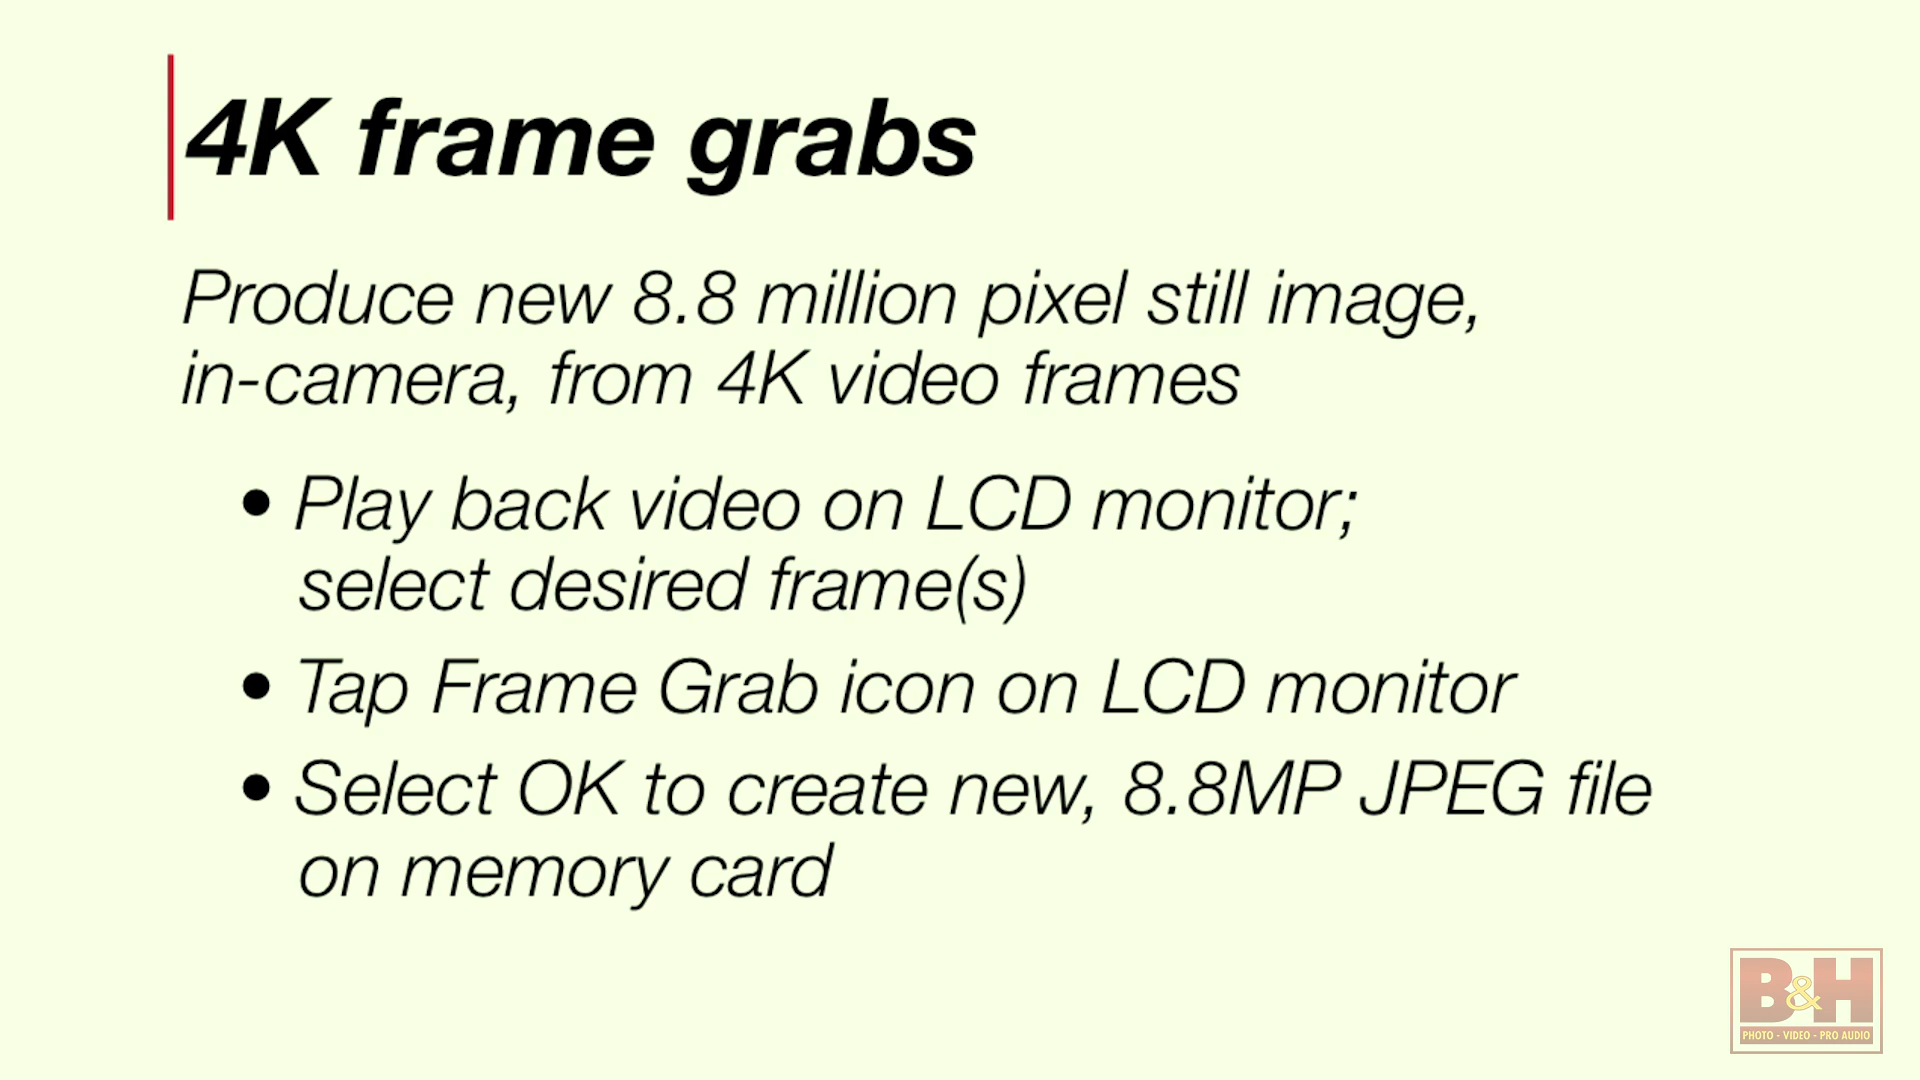 4K frame grabs
Produce new 8.8 million pixel still image,
in-camera, from 4K video frames
• Play back video on LCD monitor;
select desired frame(s)
• Tap Frame Grab icon on LCD monitor
• Select OK to create new, 8.8MP JPEG file
on memory card
B&H
PHOTO - VIDEO - PRO AUDIO